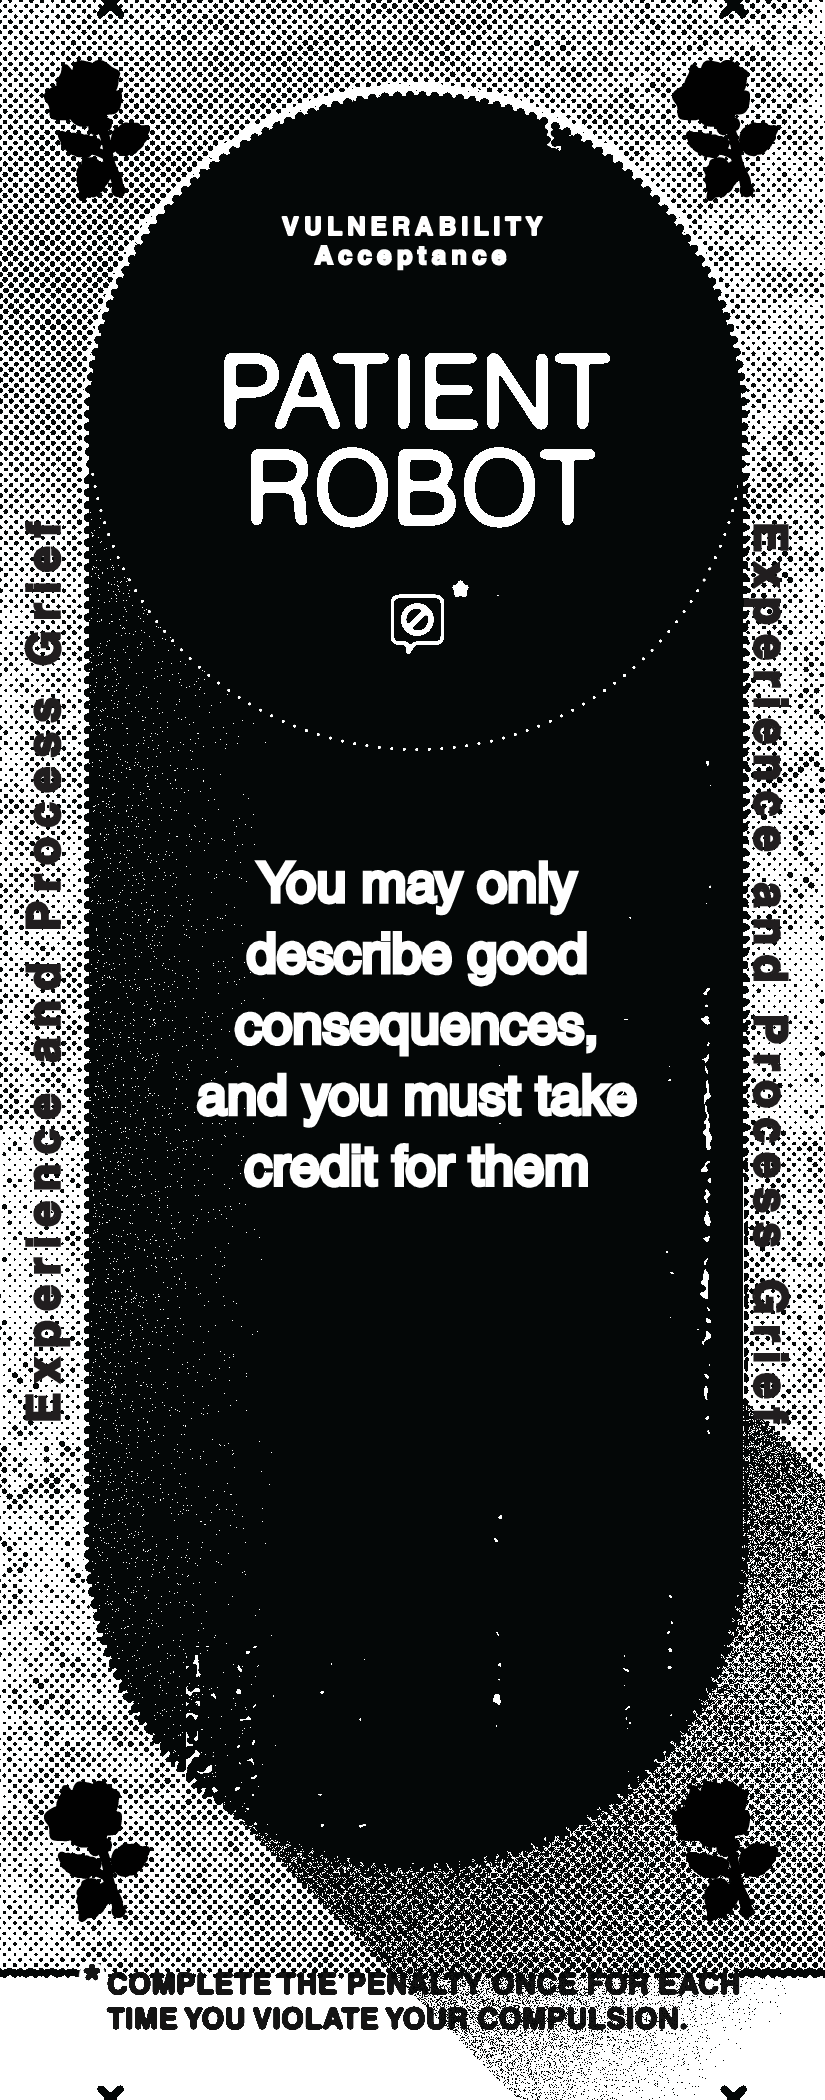 VULNERABILITY
Acceptance
PATIENT
ROBOT
Experience and Process Grief
Experience and Process Grief
You may only
describe good
consequences,
and you must take
credit for them
* COMPLETE THE PENALTY ONCE FOR EACH
TIME YOU VIOLATE YOUR COMPULSION.